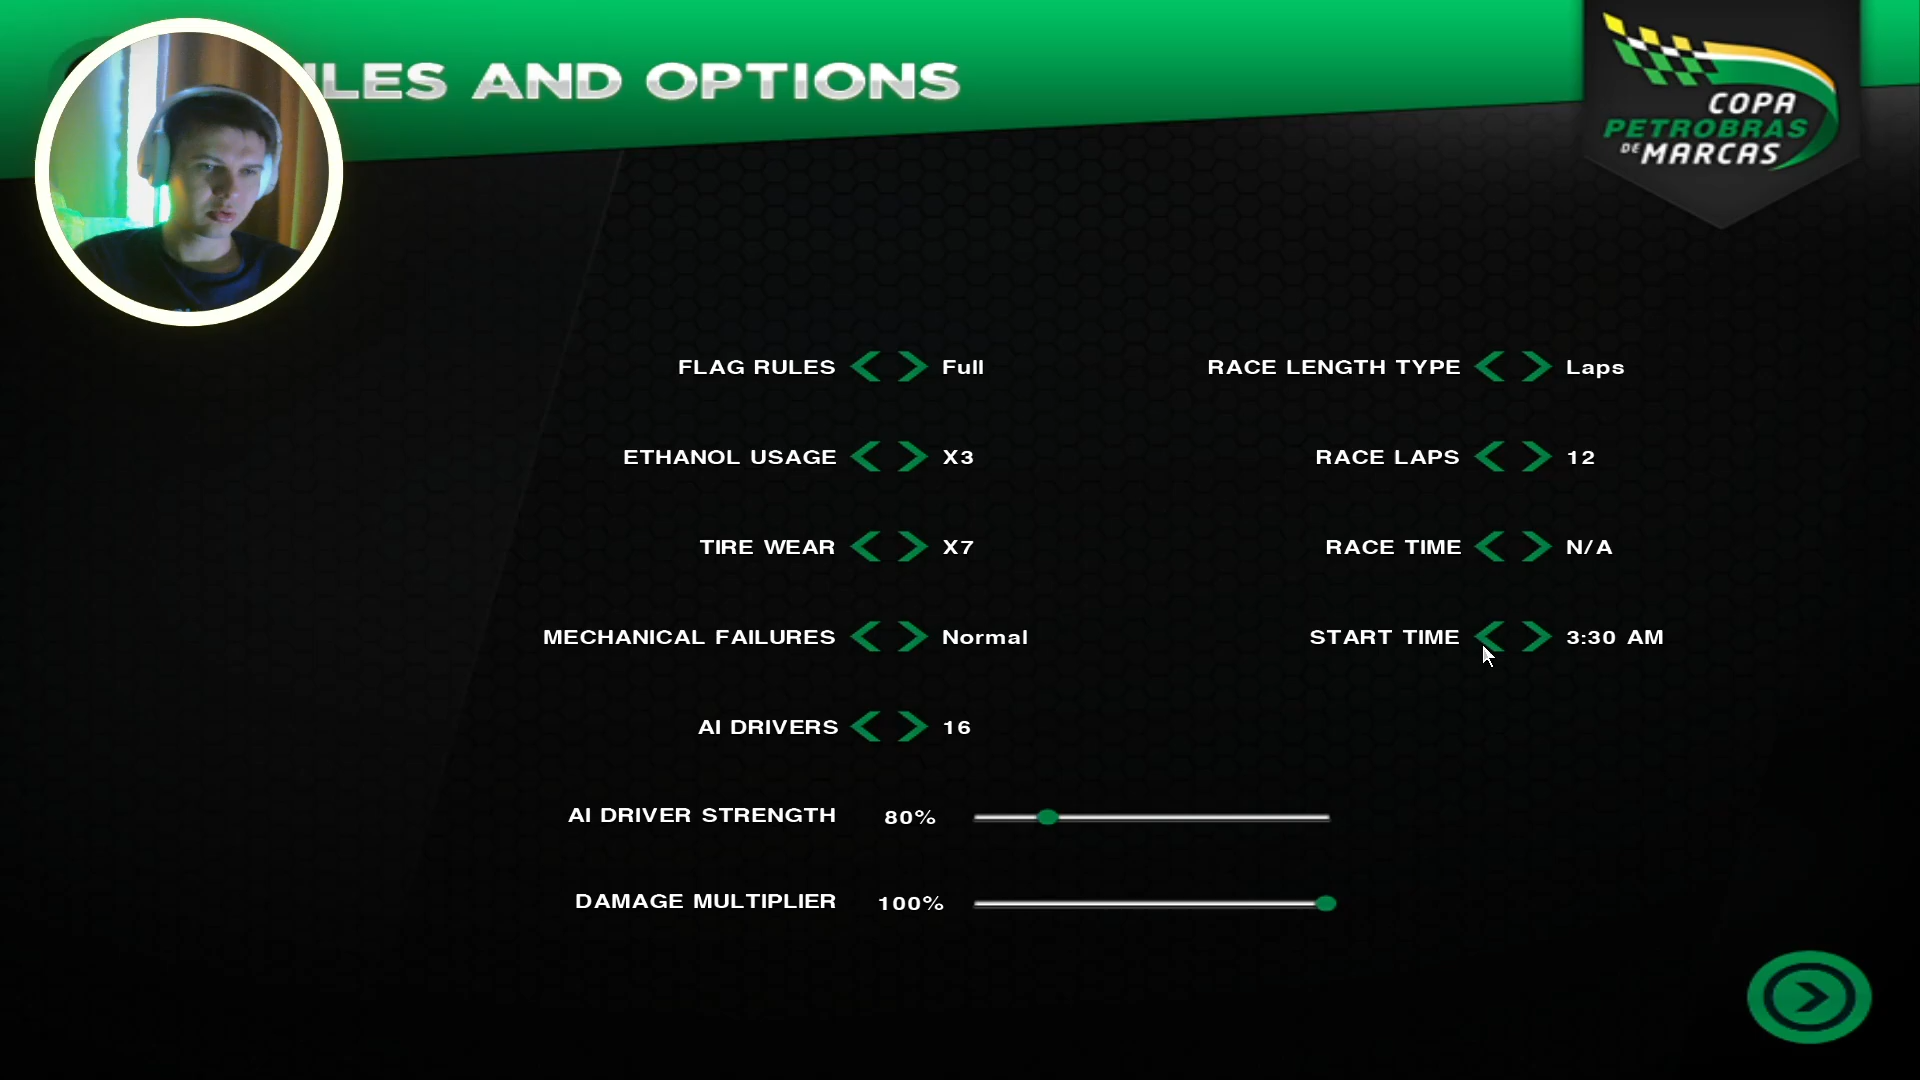 LES AND OPTIONS
COPA
PETROBRAS
DE MARCAS
FLAG RULES Full
RACE LENGTH TYPE Laps
ETHANOL USAGE X3
RACE LAPS 12
TIRE WEAR X7
RACE TIME N/A
MECHANICAL FAILURES Normal
START TIME 3:30 AM
AI DRIVERS 16
AI DRIVER STRENGTH 80%
DAMAGE MULTIPLIER 100%